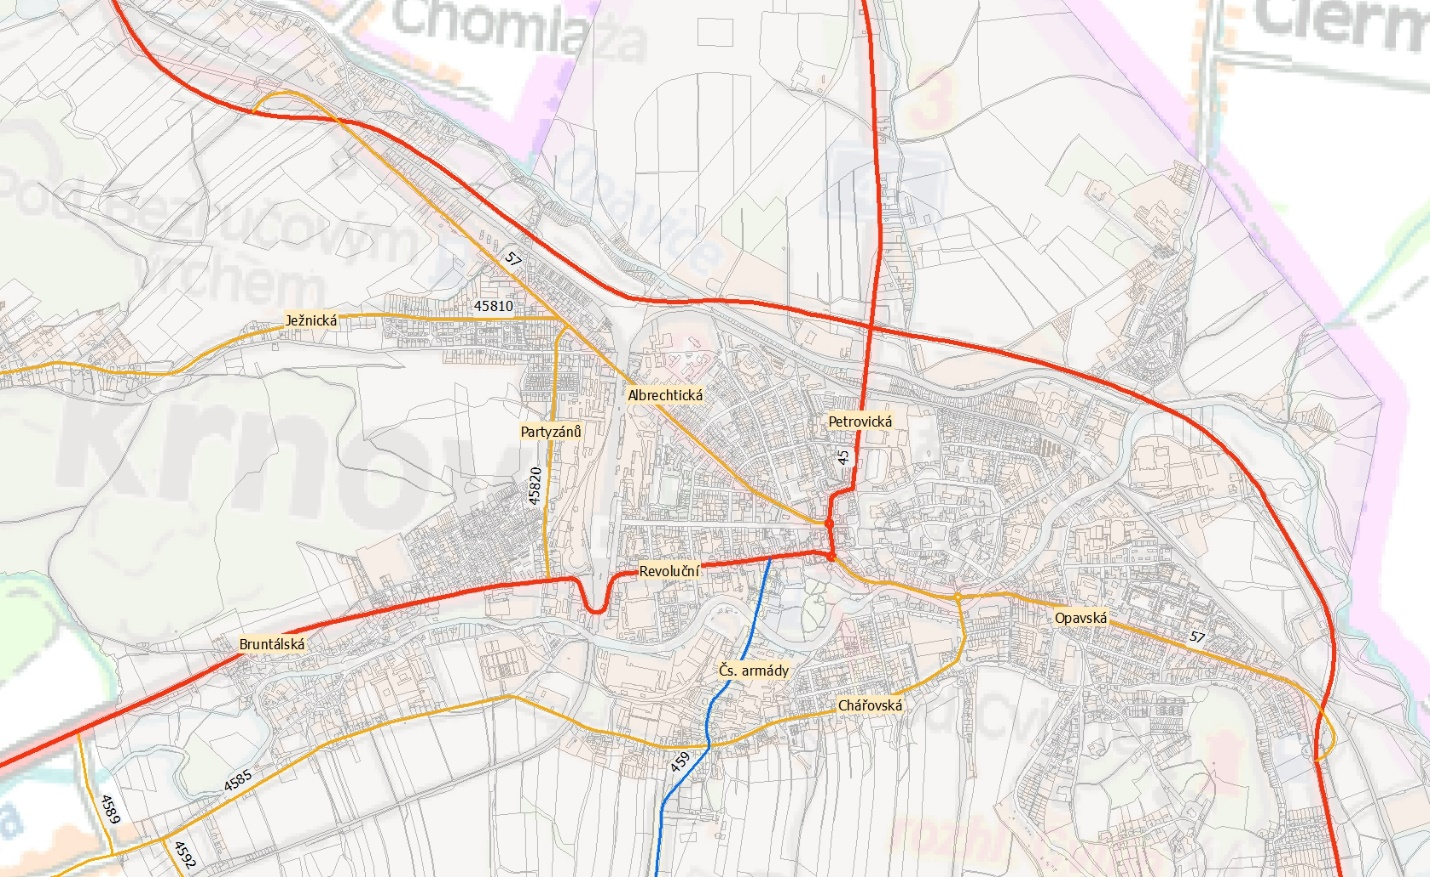 Chomiąża
Pod Bezručovým
vrchem
Opavice
3
krnov
57
45810
Ježnická
Albrechtická
Partyzánů
Petrovická
45
45820
Revoluční
Bruntálská
Opavská
57
Čs. armády
Chářovská
459
4585
4589
4592